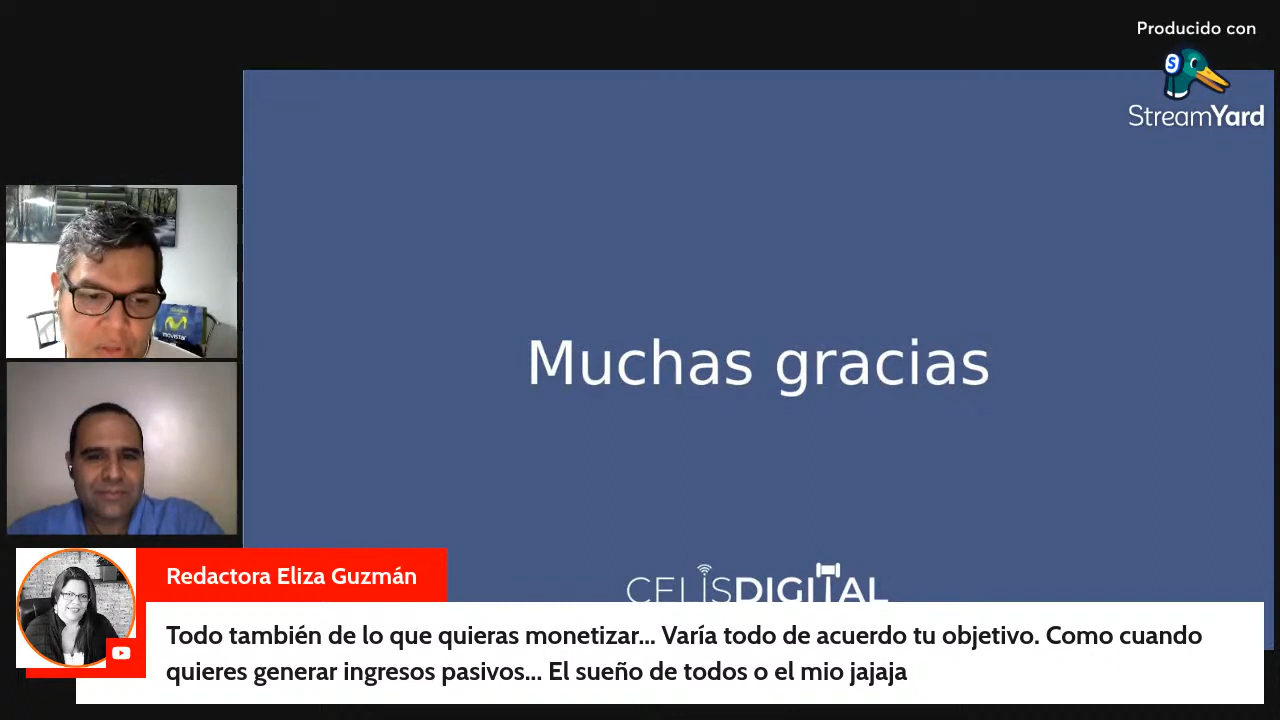 Producido con
StreamYard
movistar
Muchas gracias
CELISDIGITAL
Redactora Eliza Guzmán
Todo también de lo que quieras monetizar... Varía todo de acuerdo tu objetivo. Como cuando
quieres generar ingresos pasivos... El sueño de todos o el mio jajaja